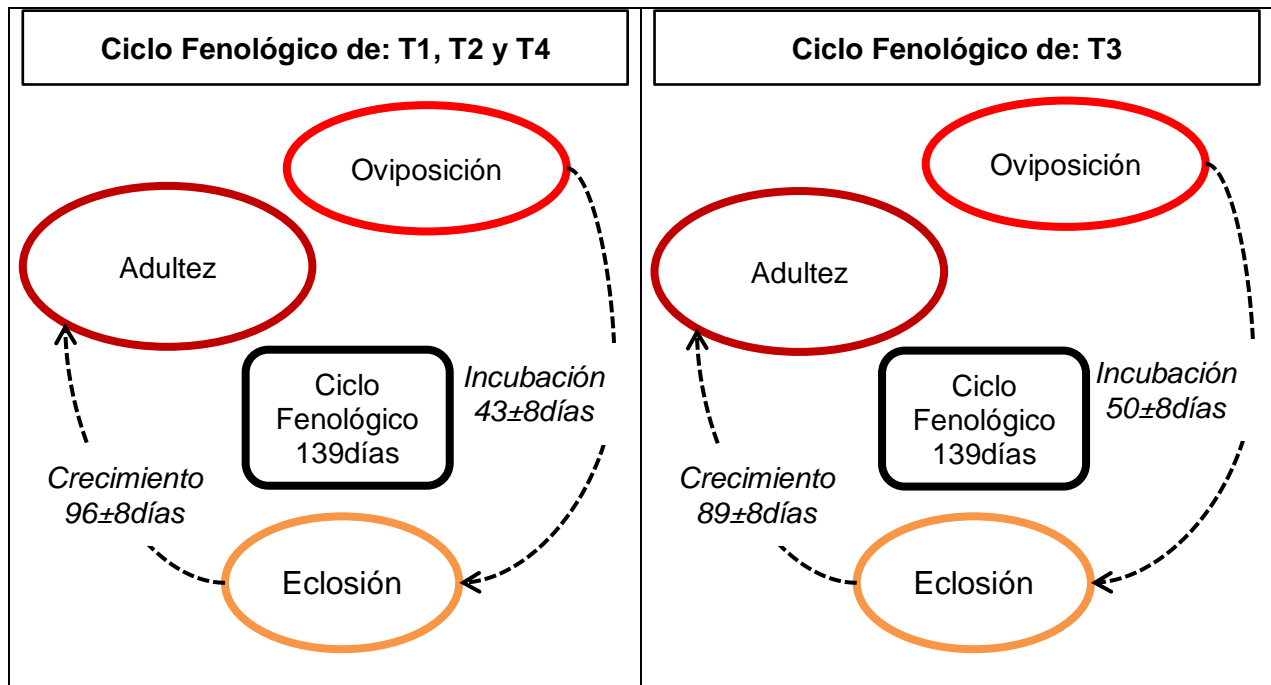 Ciclo Fenológico de: T1, T2 y T4
Oviposición
Adultez
Incubación
43±8días
Ciclo
Fenológico
139días
Crecimiento
96±8días
Eclosión
Ciclo Fenológico de: T3
Oviposición
Adultez
Incubación
50±8días
Ciclo
Fenológico
139días
Crecimiento
89±8días
Eclosión